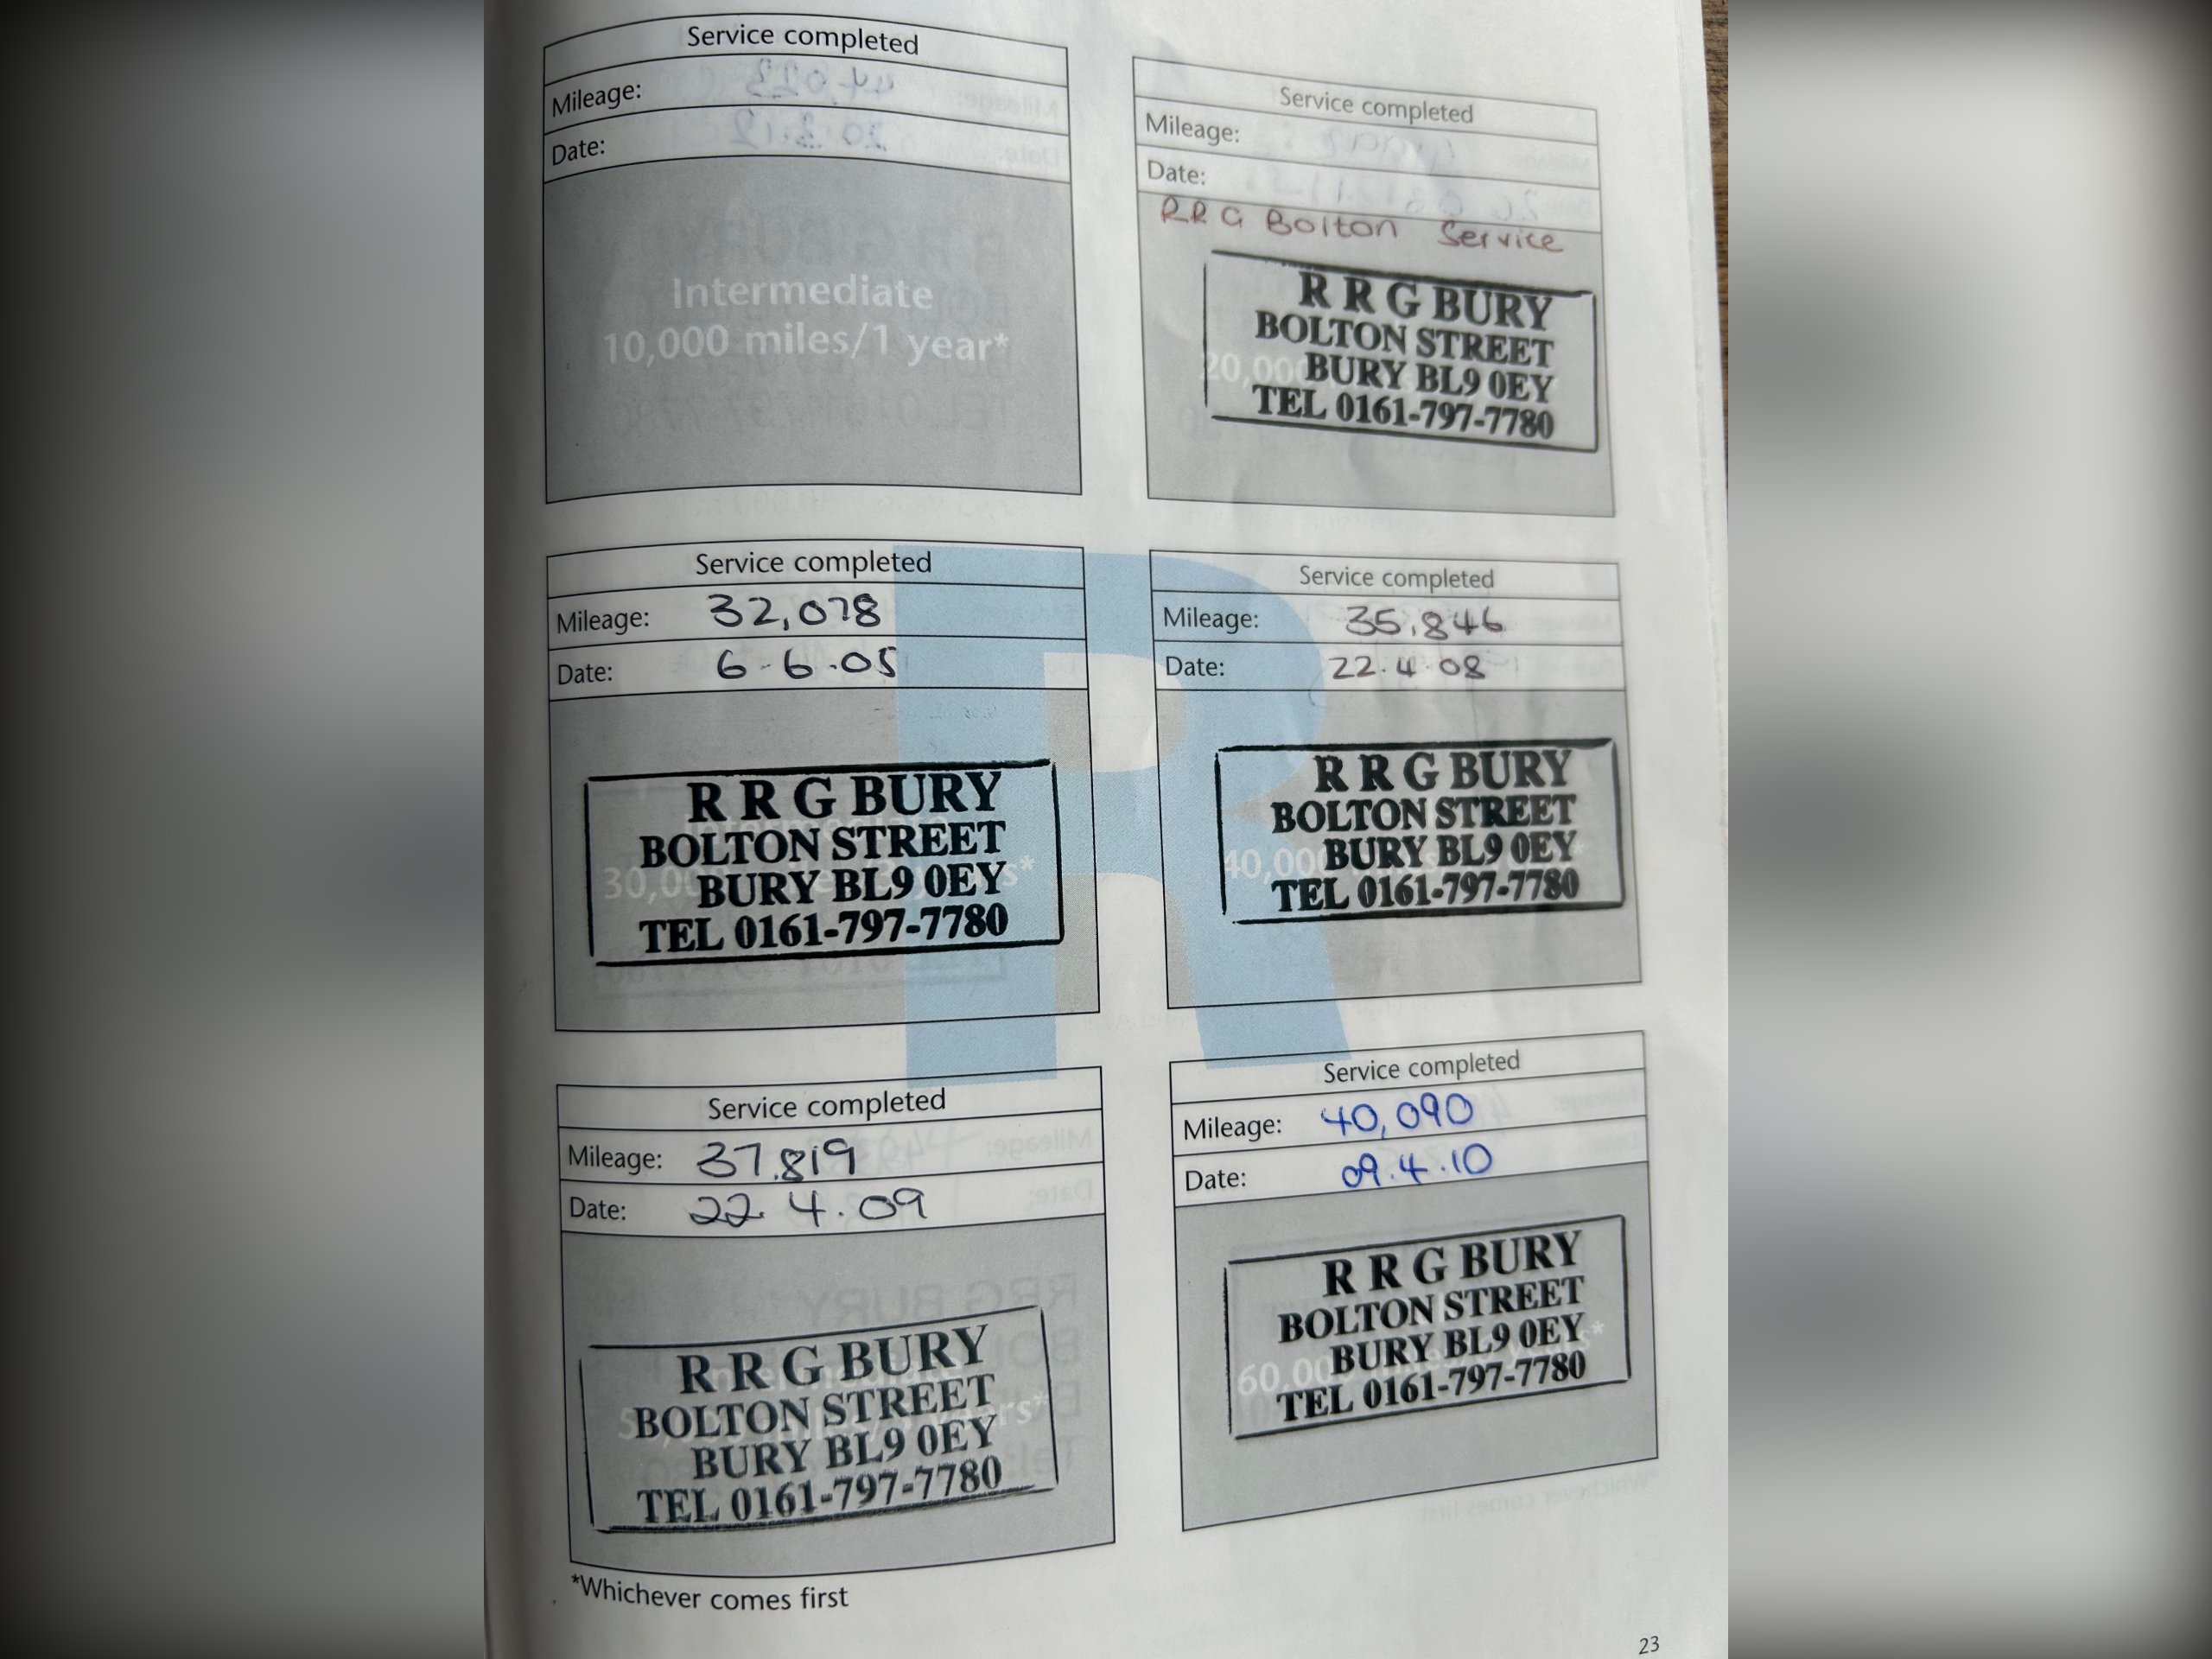 Service completed
Mileage:
Date:
Intermediate
10,000 miles/1 year*
Service completed
Mileage:
Date:
RRG Bolton Service
R R G BURY
BOLTON STREET
BURY BL9 0EY
TEL 0161-797-7780
Service completed
Mileage: 32,078
Date: 6-6.05
R R G BURY
BOLTON STREET
BURY BL9 0EY
TEL 0161-797-7780
Service completed
Mileage: 35,846
Date: 22.4.08
R R G BURY
BOLTON STREET
BURY BL9 0EY
TEL 0161-797-7780
Service completed
Mileage: 37,819
Date: 22.4.09
R R G BURY
BOLTON STREET
BURY BL9 0EY
TEL 0161-797-7780
Service completed
Mileage: 40,090
Date: 09.4.10
R R G BURY
BOLTON STREET
BURY BL9 0EY
TEL 0161-797-7780
*Whichever comes first
23
R